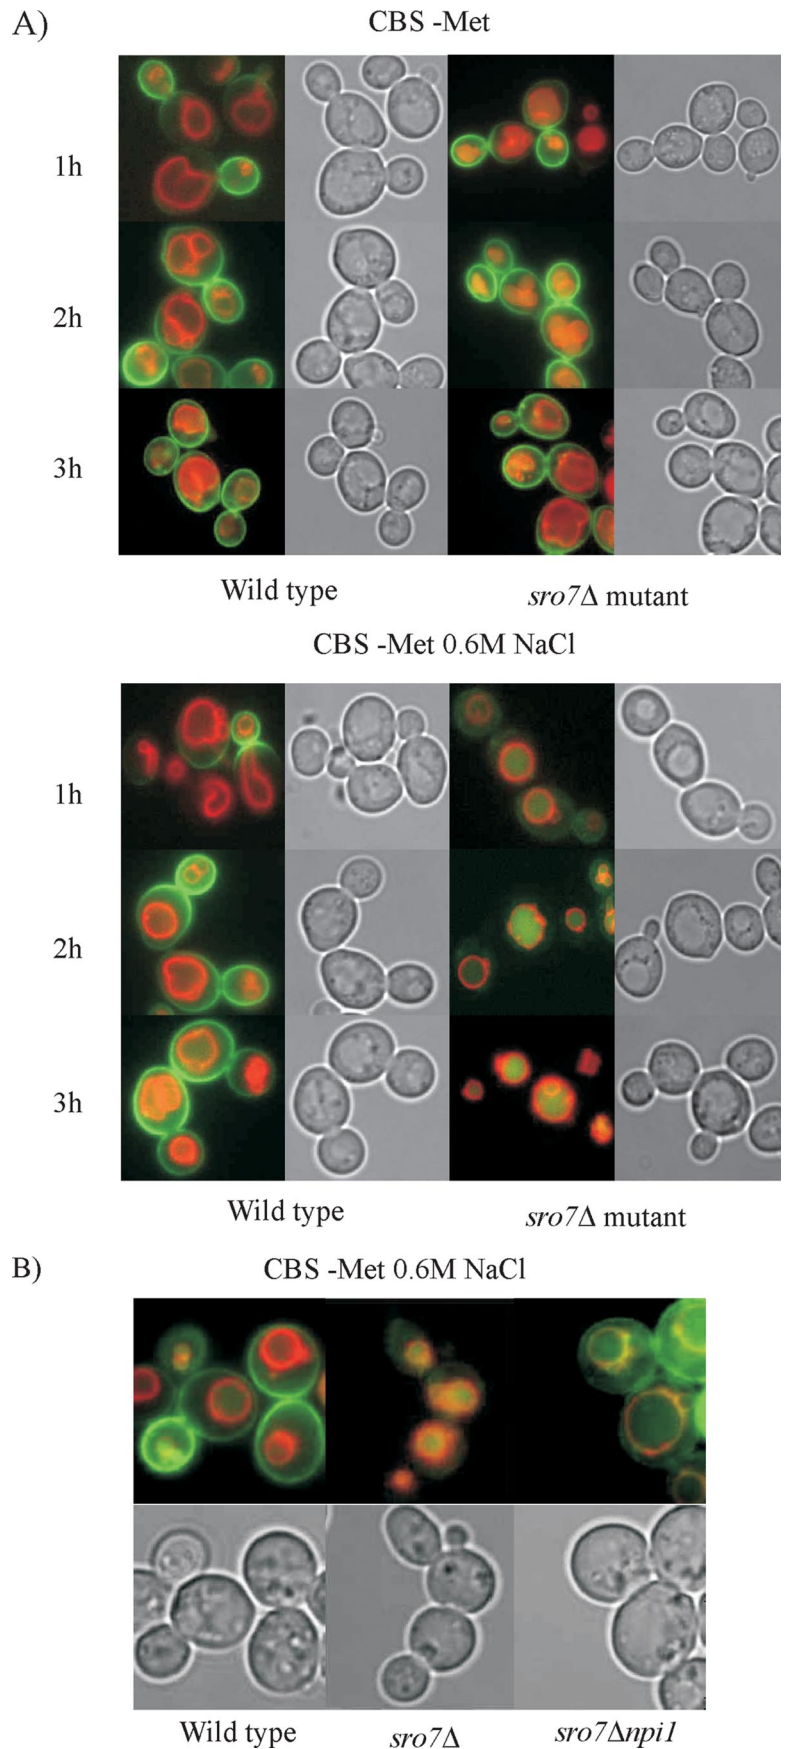 A)
CBS -Met
1h
2h
3h
Wild type
sro7Δ mutant
CBS -Met 0.6M NaCl
1h
2h
3h
Wild type
sro7Δ mutant
B)
CBS -Met 0.6M NaCl
Wild type
sro7Δ
sro7Δnpi1